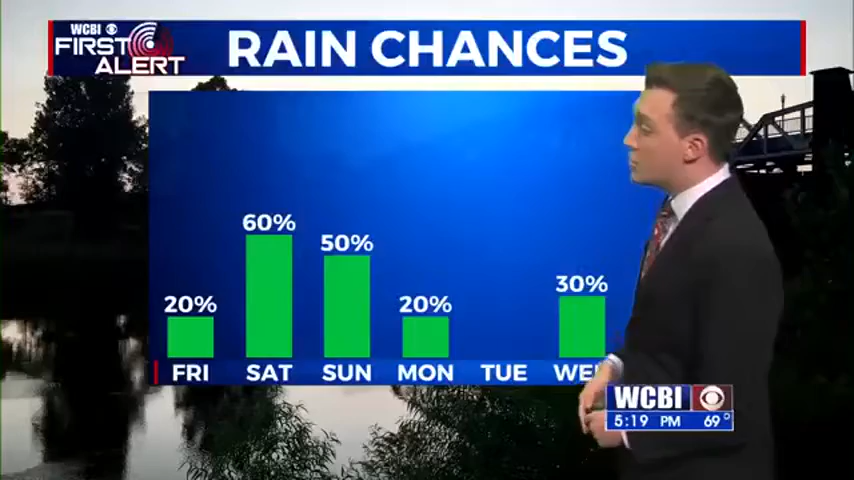 WCBI
FIRST
ALERT
RAIN CHANCES
60%
50%
30%
20%
20%
FRI SAT SUN MON TUE WE
WCBI
5:19 PM 69°